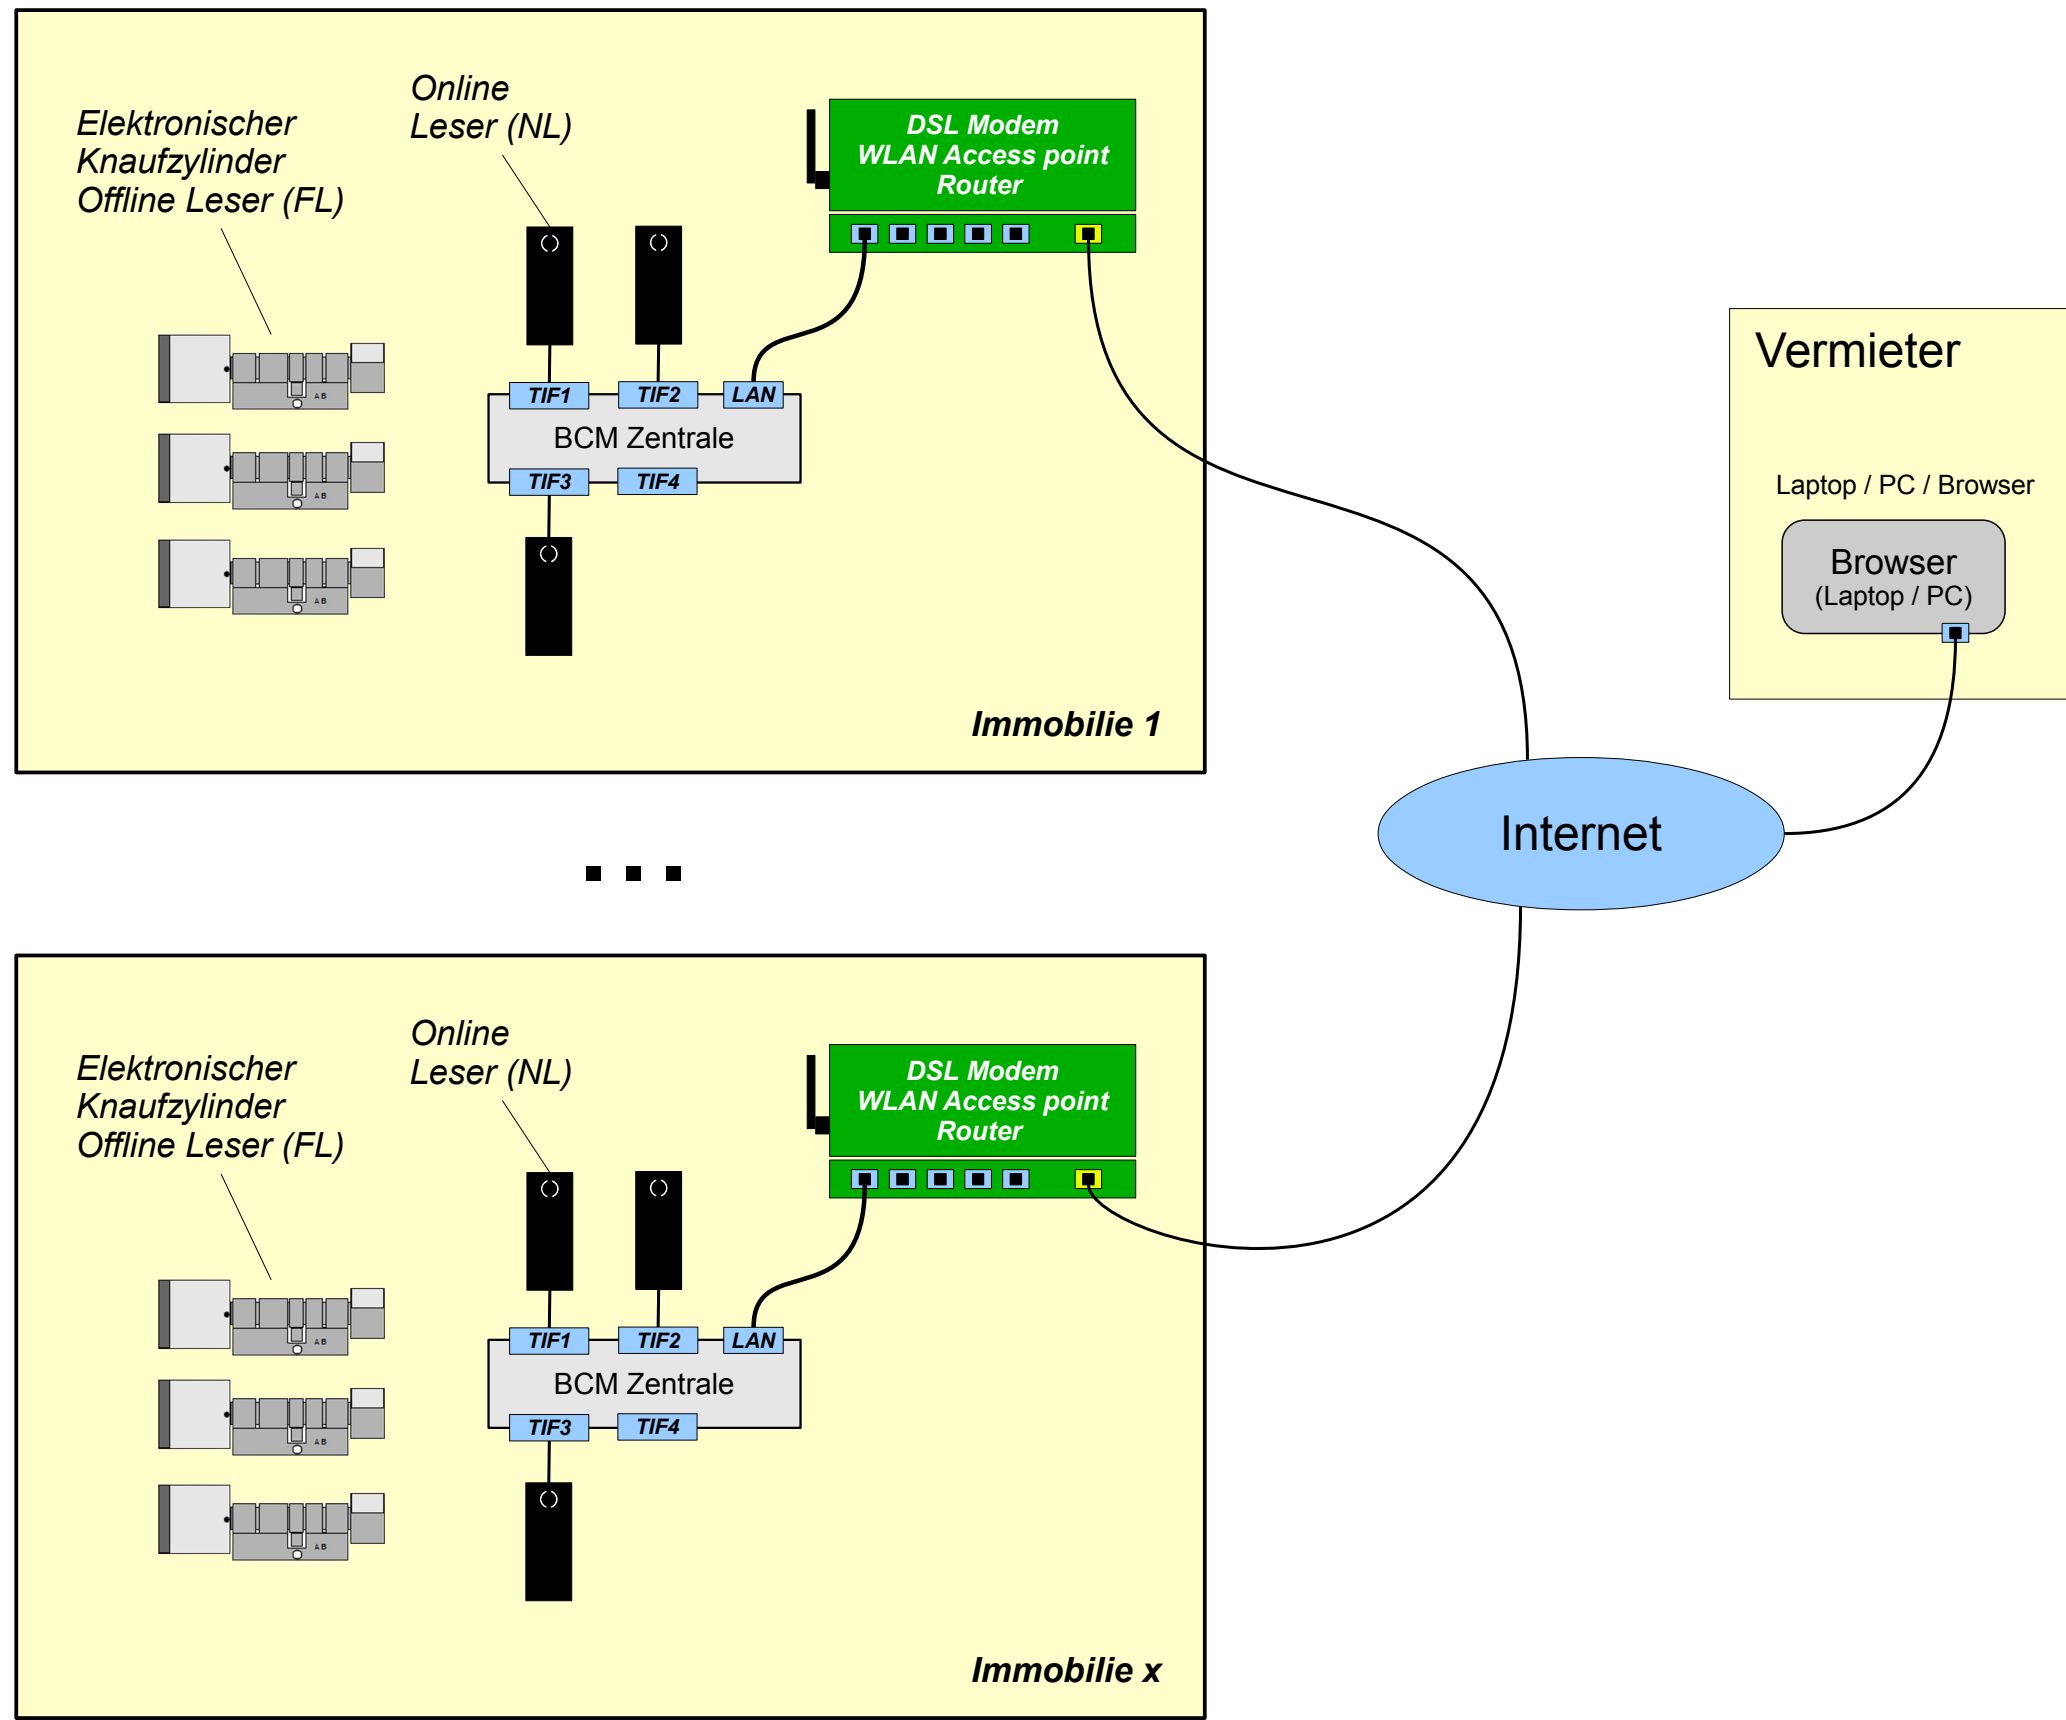 Elektronischer
Knaufzylinder
Offline Leser (FL)
Online
Leser (NL)
DSL Modem
WLAN Access point
Router
TIF1
TIF2
LAN
BCM Zentrale
TIF3
TIF4
A B
A B
A B
Immobilie 1
Vermieter
Laptop / PC / Browser
Browser
(Laptop / PC)
Internet
Elektronischer
Knaufzylinder
Offline Leser (FL)
Online
Leser (NL)
DSL Modem
WLAN Access point
Router
TIF1
TIF2
LAN
BCM Zentrale
TIF3
TIF4
A B
A B
A B
Immobilie x